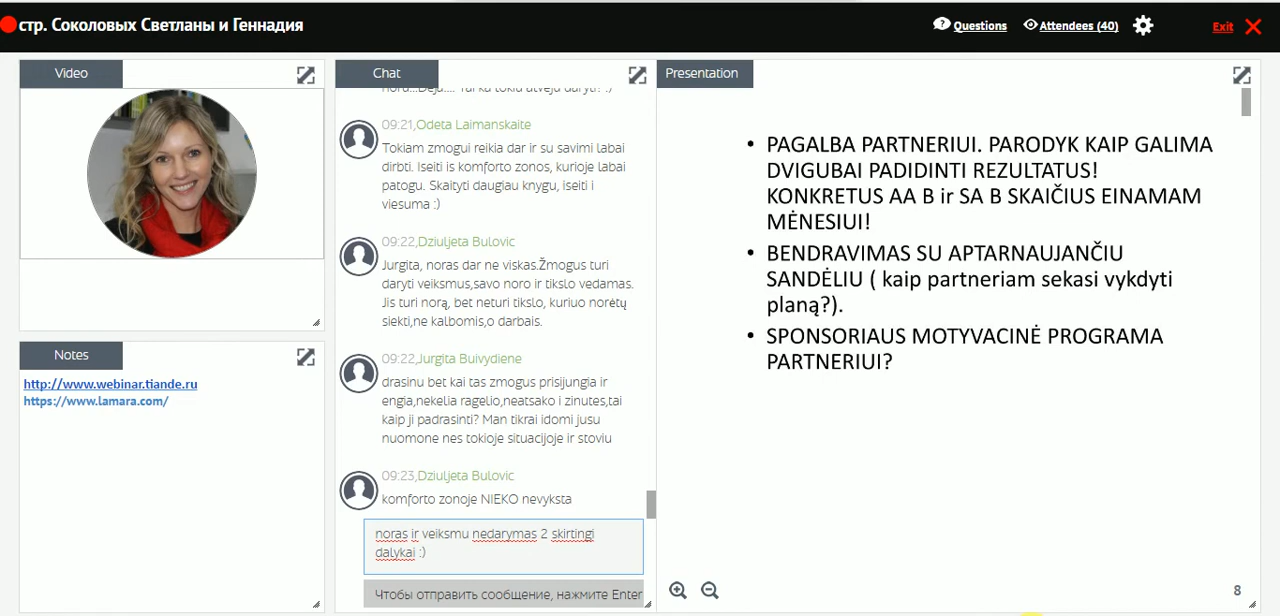 стр. Соколовых Светланы и Геннадия
Questions
Attendees (40)
Exit
Video
Notes
http://www.webinar.tiande.ru
https://www.lamara.com/
Chat
09:21,Odeta Laimanskaite
Tokiam zmogui reikia dar ir su savimi labai
dirbti. Iseiti is komforto zonos, kurioje labai
patogu. Skaityti daugiau knygu, iseiti i
viesuma :)
09:22,Dziuljeta Bulovic
Jurgita, noras dar ne viskas.Žmogus turi
daryti veiksmus,savo noro ir tikslo vedamas.
Jis turi norą, bet neturi tikslo, kuriuo norėtų
siekti,ne kalbomis,o darbais.
09:22,Jurgita Buivydiene
drasinu bet kai tas zmogus prisijungia ir
engia,nekelia ragelio,neatsako i zinutes,tai
kaip ji padrasinti? Man tikrai idomi jusu
nuomone nes tokioje situacijoje ir stoviu
09:23,Dziuljeta Bulovic
komforto zonoje NIEKO nevyksta
noras ir veiksmu nedarymas 2 skirtingi
dalykai :)
Чтобы отправить сообщение, нажмите Enter
Presentation
• PAGALBA PARTNERIUI. PARODYK KAIP GALIMA
DVIGUBAI PADIDINTI REZULTATUS!
KONKRETUS AA B ir SA B SKAIČIUS EINAMAM
MĖNESIUI!
• BENDRAVIMAS SU APTARNAUJANČIU
SANDĖLIU ( kaip partneriam sekasi vykdyti
planą?).
• SPONSORIAUS MOTYVACINĖ PROGRAMA
PARTNERIUI?
8